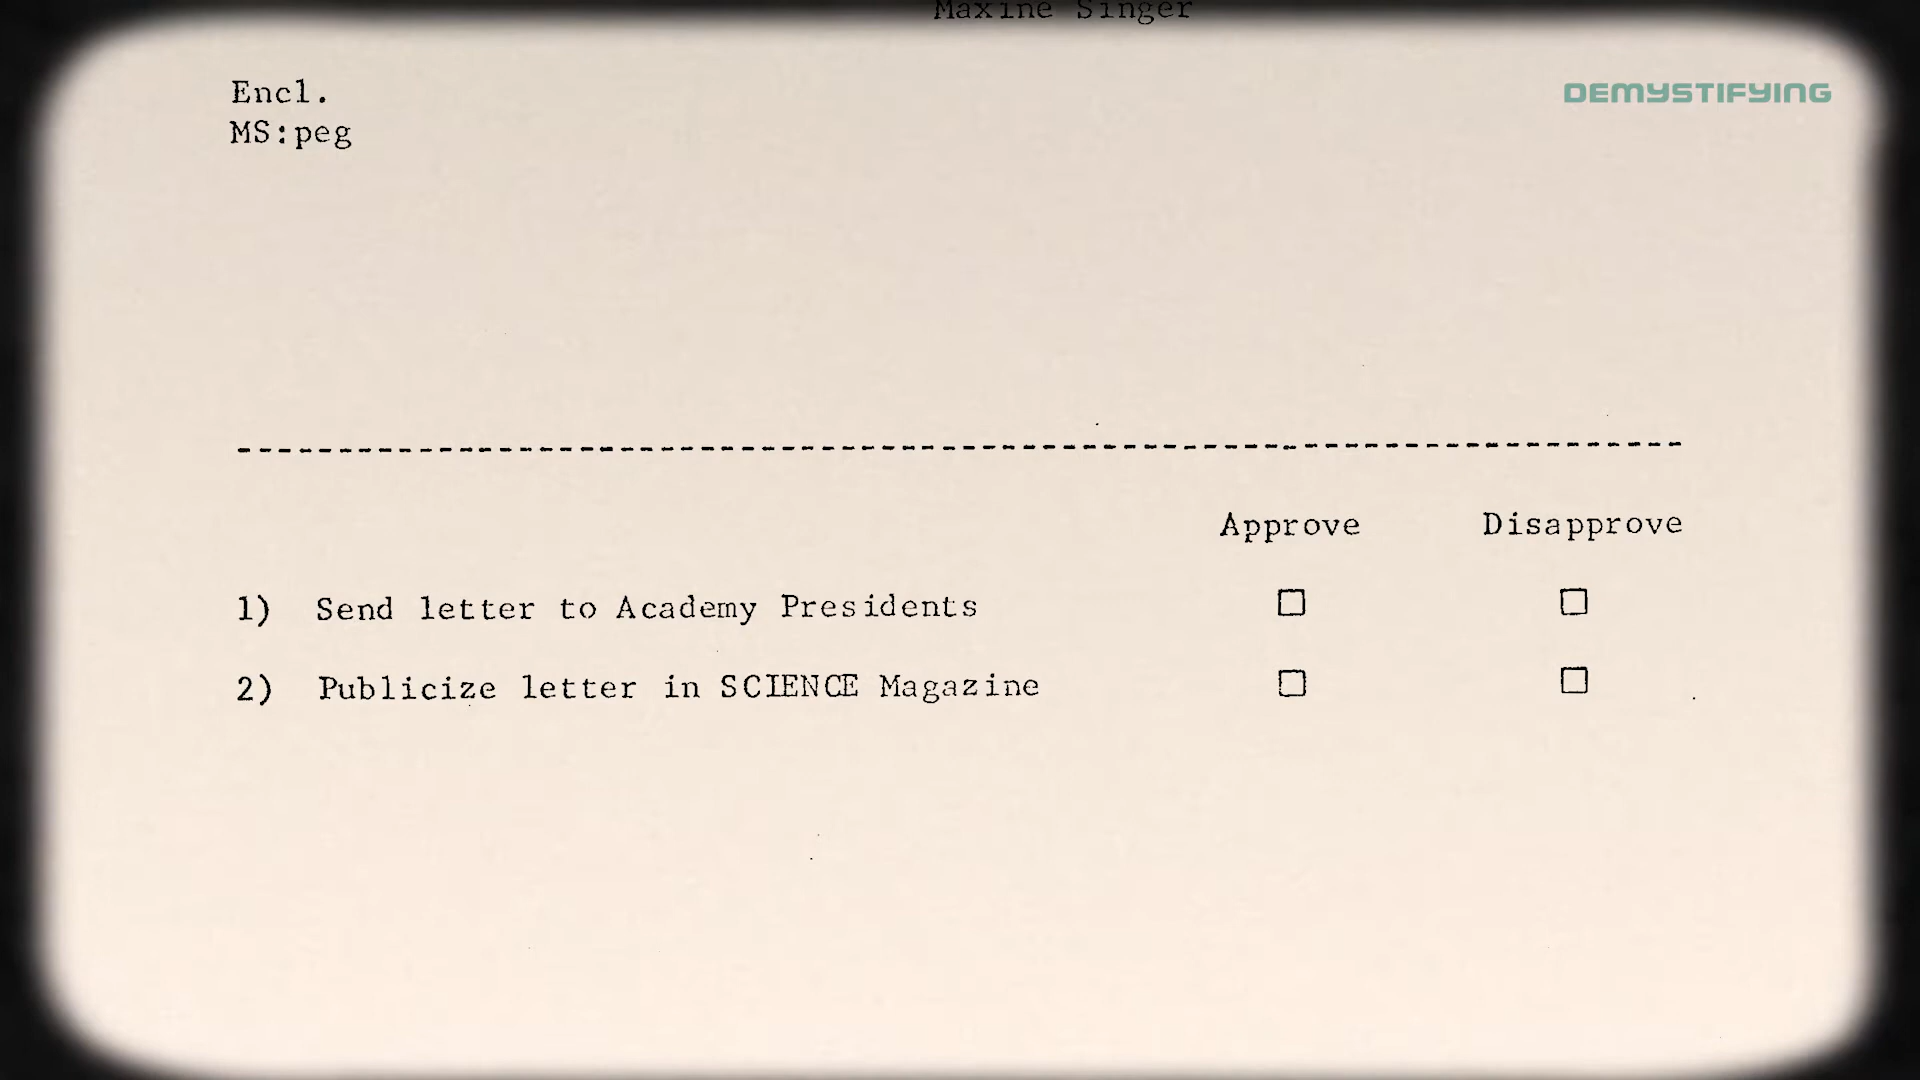 Maxine Singer
Encl.
MS:peg
DEMYSTIFYING
--------------------------------------------------------------------------
Approve Disapprove
1) Send letter to Academy Presidents □ □
2) Publicize letter in SCIENCE Magazine □ □